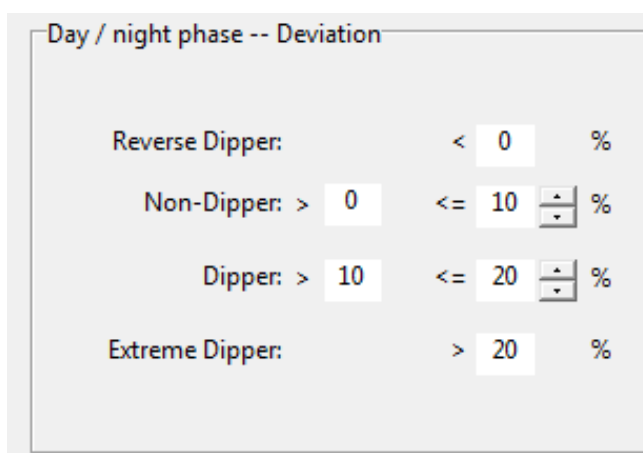 Day / night phase -- Deviation
Reverse Dipper: < 0 %
Non-Dipper: > 0 <= 10 %
Dipper: > 10 <= 20 %
Extreme Dipper: > 20 %